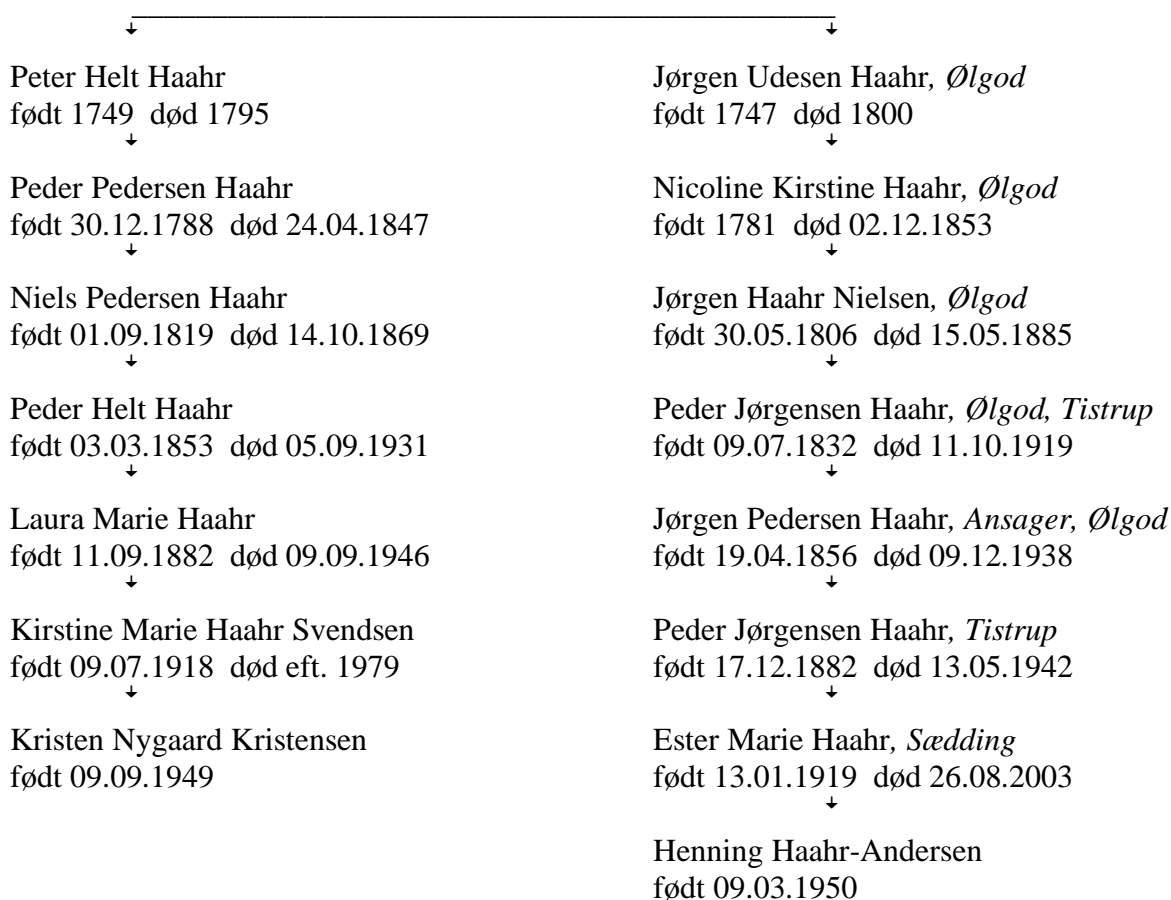 Peter Helt Haahr
født 1749 død 1795
Peder Pedersen Haahr
født 30.12.1788 død 24.04.1847
Niels Pedersen Haahr
født 01.09.1819 død 14.10.1869
Peder Helt Haahr
født 03.03.1853 død 05.09.1931
Laura Marie Haahr
født 11.09.1882 død 09.09.1946
Kirstine Marie Haahr Svendsen
født 09.07.1918 død eft. 1979
Kristen Nygaard Kristensen
født 09.09.1949
Jørgen Udesen Haahr, Ølgod
født 1747 død 1800
Nicoline Kirstine Haahr, Ølgod
født 1781 død 02.12.1853
Jørgen Haahr Nielsen, Ølgod
født 30.05.1806 død 15.05.1885
Peder Jørgensen Haahr, Ølgod, Tistrup
født 09.07.1832 død 11.10.1919
Jørgen Pedersen Haahr, Ansager, Ølgod
født 19.04.1856 død 09.12.1938
Peder Jørgensen Haahr, Tistrup
født 17.12.1882 død 13.05.1942
Ester Marie Haahr, Sædding
født 13.01.1919 død 26.08.2003
Henning Haahr-Andersen
født 09.03.1950